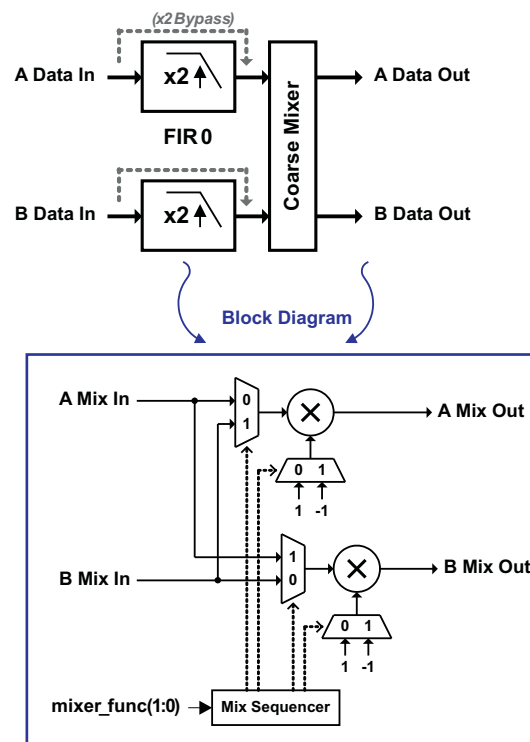 (x2 Bypass)
A Data In
x2
A Data Out
FIR 0
Coarse Mixer
B Data In
x2
B Data Out
Block Diagram
A Mix In
0
1
A Mix Out
0 1
1 -1
B Mix In
1
0
B Mix Out
0 1
1 -1
mixer_func(1:0)
Mix Sequencer